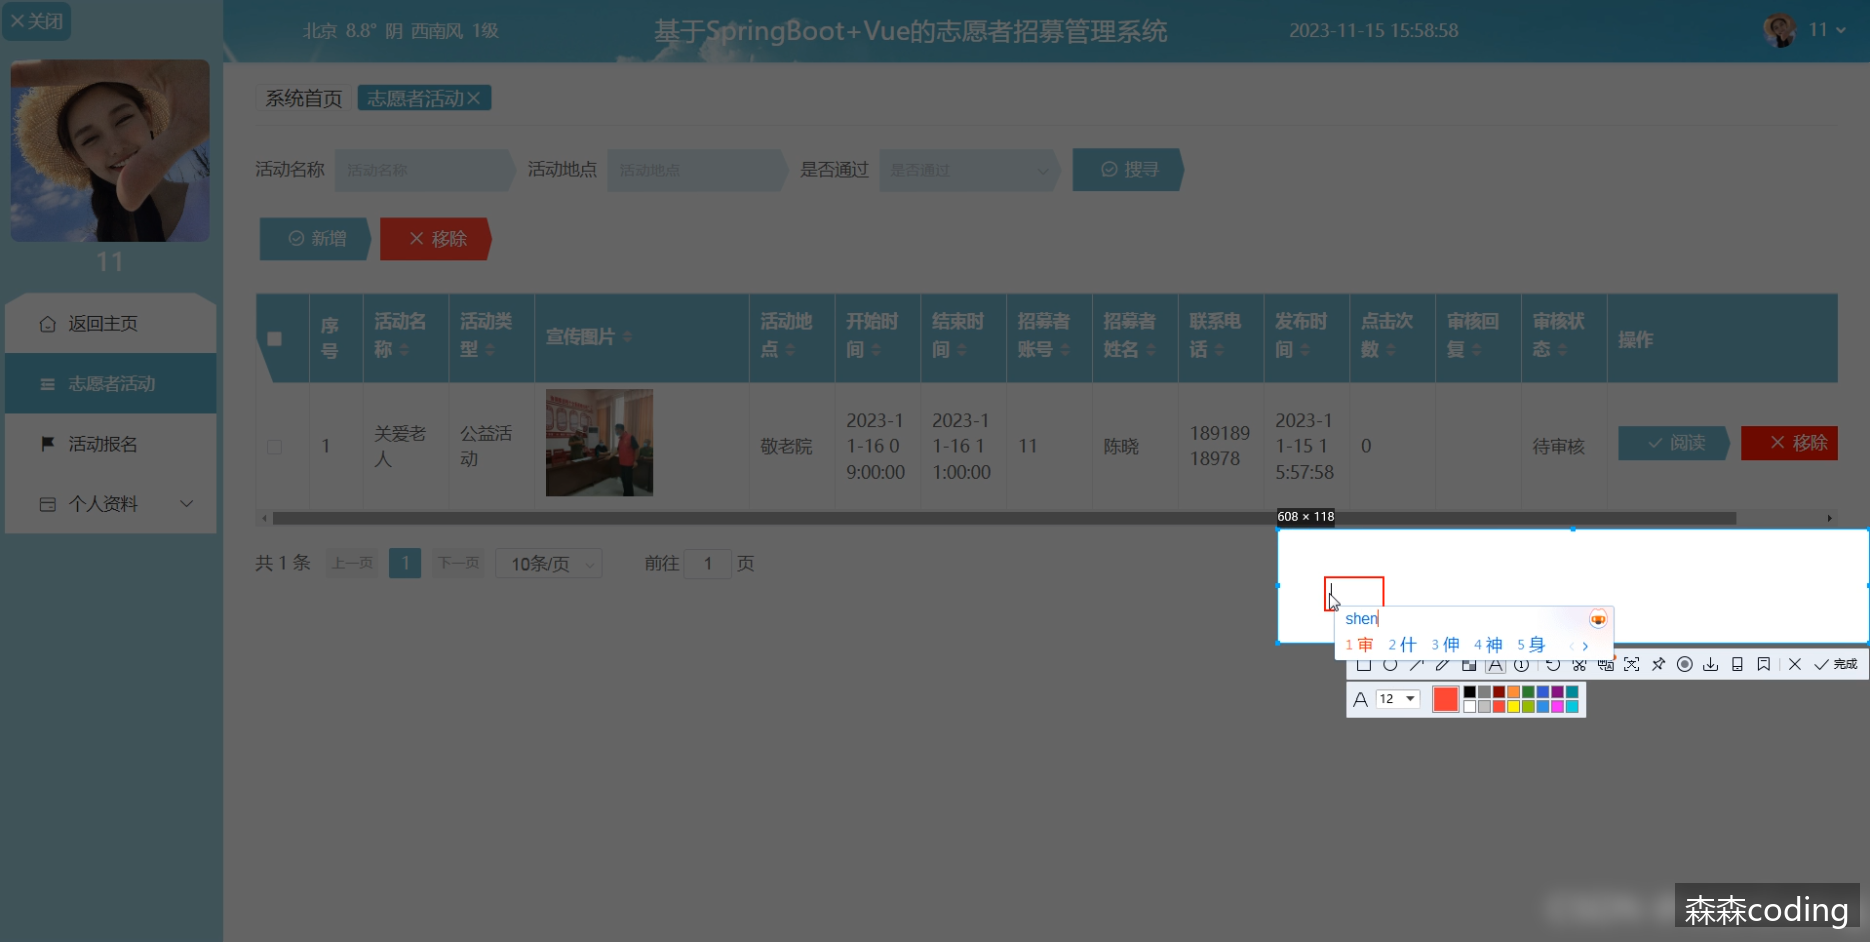 关闭
北京 8.8° 阴 西南风 1级
基于SpringBoot+Vue的志愿者招募管理系统
2023-11-15 15:58:58
11
系统首页 志愿者活动
活动名称 活动名称 活动地点 活动地点 是否通过 是否通过 搜寻
新增 移除
11
返回主页
志愿者活动
活动报名
个人资料
序号 活动名称 活动类型 宣传图片 活动地点 开始时间 结束时间 招募者账号 招募者姓名 联系电话 发布时间 点击次数 审核回复 审核状态 操作
1 关爱老人 公益活动 敬老院 2023-11-16 09:00:00 2023-11-16 11:00:00 11 陈晓 18918918978 2023-11-15 15:57:58 0 待审核 阅读 移除
608 × 118
共 1 条 上一页 1 下一页 10条/页 前往 1 页
shen
1 审 2 什 3 伸 4 神 5 身
完成
A 12
森森coding